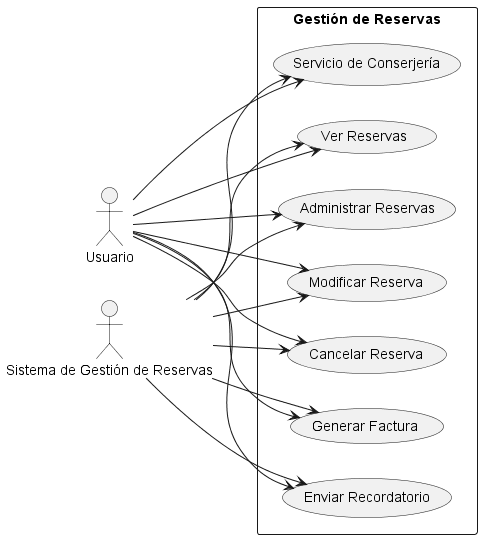 Gestión de Reservas
Servicio de Conserjería
Ver Reservas
Administrar Reservas
Usuario
Modificar Reserva
Cancelar Reserva
Sistema de Gestión de Reservas
Generar Factura
Enviar Recordatorio